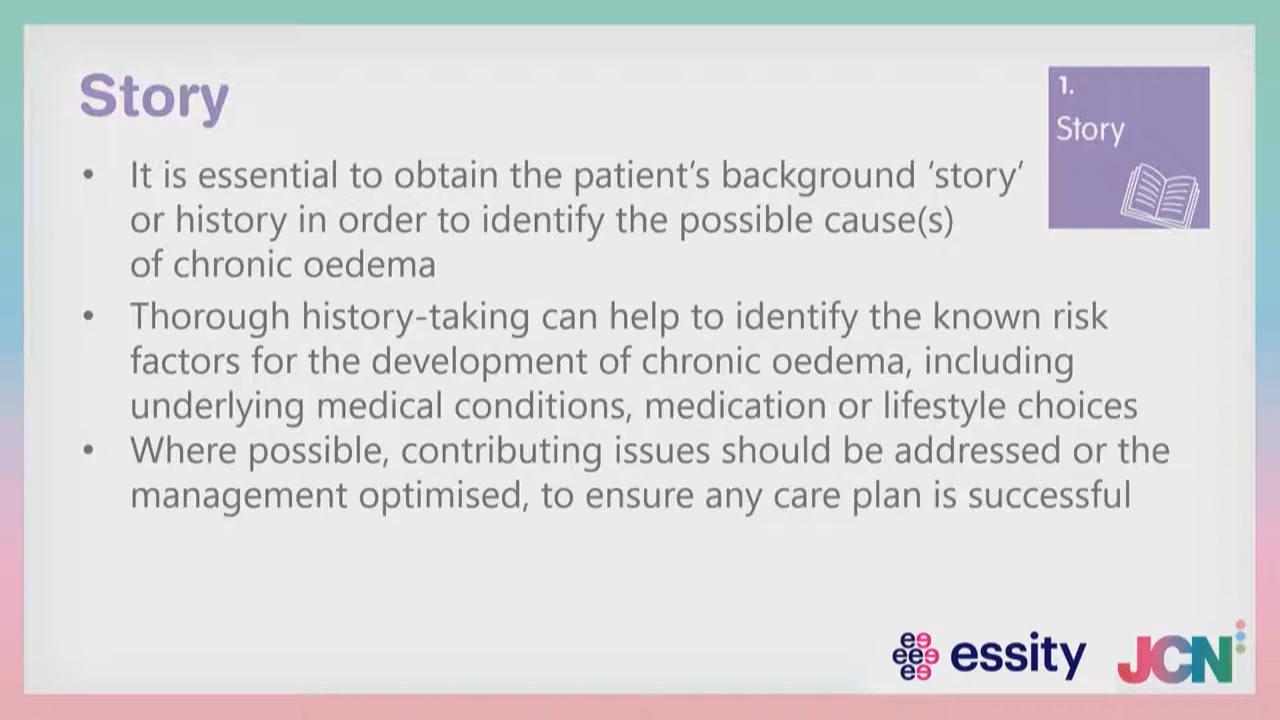 Story
1.
Story
• It is essential to obtain the patient's background 'story'
or history in order to identify the possible cause(s)
of chronic oedema
• Thorough history-taking can help to identify the known risk
factors for the development of chronic oedema, including
underlying medical conditions, medication or lifestyle choices
• Where possible, contributing issues should be addressed or the
management optimised, to ensure any care plan is successful
essity
JCN